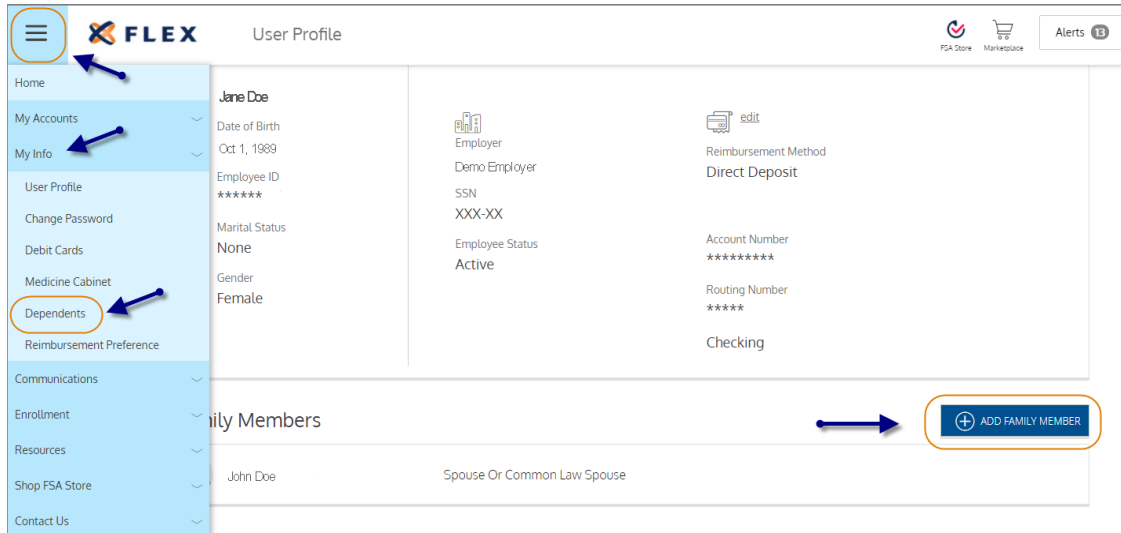 FLEX
User Profile
FSA Store
Marketplace
Alerts 13
Home
My Accounts
My Info
User Profile
Change Password
Debit Cards
Medicine Cabinet
Dependents
Reimbursement Preference
Communications
Enrollment
Resources
Shop FSA Store
Contact Us
Jane Doe
Date of Birth
Oct 1, 1989
Employee ID
******
Marital Status
None
Gender
Female
Employer
Demo Employer
SSN
XXX-XX
Employee Status
Active
edit
Reimbursement Method
Direct Deposit
Account Number
*********
Routing Number
*****
Checking
ily Members
ADD FAMILY MEMBER
John Doe
Spouse Or Common Law Spouse